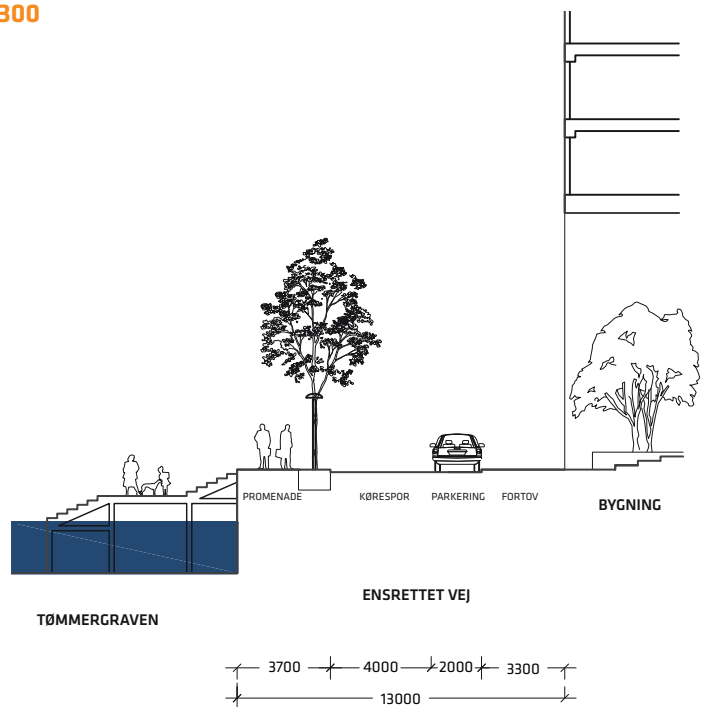 300
PROMENADE KØRESPOR PARKERING FORTOV
BYGNING
ENSRETTET VEJ
TØMMERGRAVEN
3700 4000 2000 3300
13000